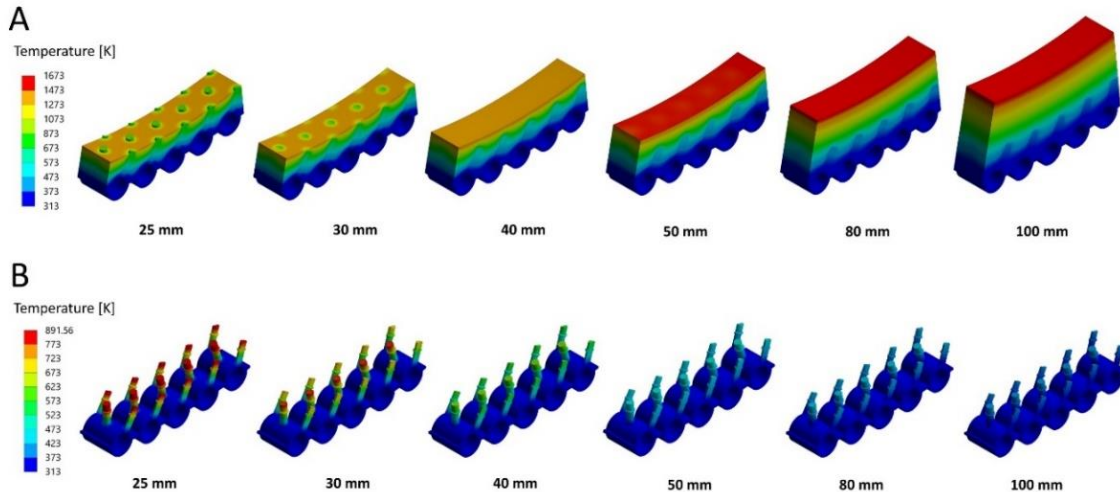 A
Temperature [K]
1673
1473
1273
1073
873
673
573
473
373
313
25 mm
30 mm
40 mm
50 mm
80 mm
100 mm
B
Temperature [K]
891.56
773
723
673
623
573
523
473
423
373
313
25 mm
30 mm
40 mm
50 mm
80 mm
100 mm